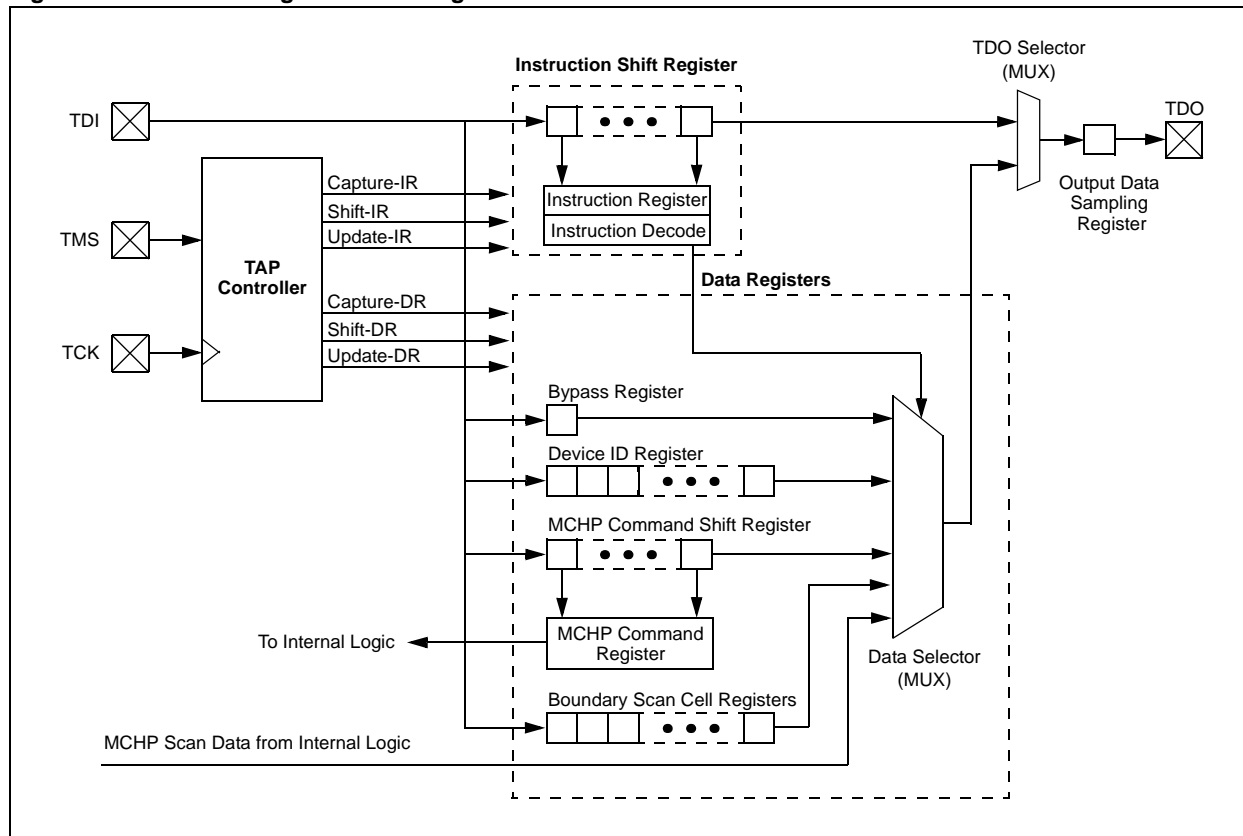 TDO Selector
(MUX)
Instruction Shift Register
TDI
TDO
Capture-IR
Shift-IR
Update-IR
Instruction Register
Instruction Decode
Output Data
Sampling
Register
TMS
TAP
Controller
Data Registers
Capture-DR
Shift-DR
Update-DR
TCK
Bypass Register
Device ID Register
MCHP Command Shift Register
To Internal Logic
MCHP Command
Register
Data Selector
(MUX)
Boundary Scan Cell Registers
MCHP Scan Data from Internal Logic